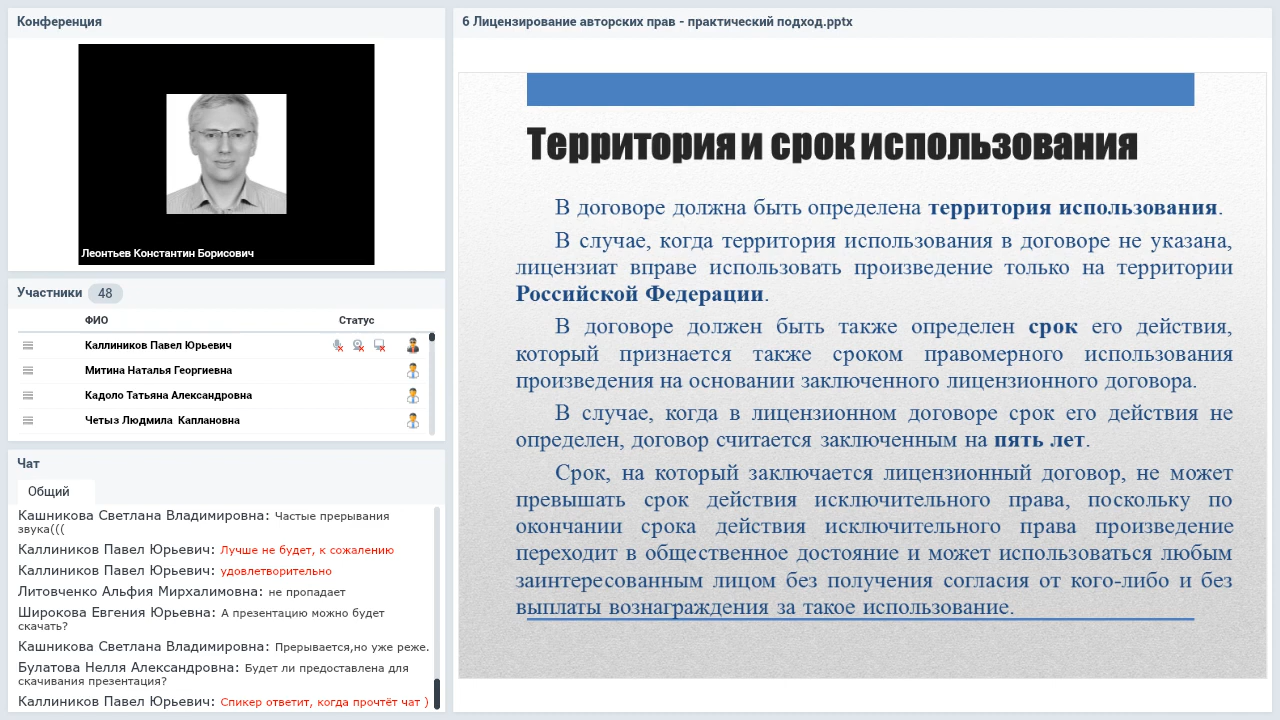 Конференция
Леонтьев Константин Борисович
Участники 48
ФИО Статус
Каллиников Павел Юрьевич
Митина Наталья Георгиевна
Кадоло Татьяна Александровна
Четыз Людмила Каплановна
Чат
Общий
Кашникова Светлана Владимировна: Частые прерывания
звука(((
Каллиников Павел Юрьевич: Лучше не будет, к сожалению
Каллиников Павел Юрьевич: удовлетворительно
Литовченко Альфия Мирхалимовна: не пропадает
Широкова Евгения Юрьевна: А презентацию можно будет
скачать?
Кашникова Светлана Владимировна: Прерывается,но уже реже.
Булатова Нелля Александровна: Будет ли предоставлена для
скачивания презентация?
Каллиников Павел Юрьевич: Спикер ответит, когда прочтёт чат )
6 Лицензирование авторских прав - практический подход.pptx
Территория и срок использования
В договоре должна быть определена территория использования.
В случае, когда территория использования в договоре не указана,
лицензиат вправе использовать произведение только на территории
Российской Федерации.
В договоре должен быть также определен срок его действия,
который признается также сроком правомерного использования
произведения на основании заключенного лицензионного договора.
В случае, когда в лицензионном договоре срок его действия не
определен, договор считается заключенным на пять лет.
Срок, на который заключается лицензионный договор, не может
превышать срок действия исключительного права, поскольку по
окончании срока действия исключительного права произведение
переходит в общественное достояние и может использоваться любым
заинтересованным лицом без получения согласия от кого-либо и без
выплаты вознаграждения за такое использование.